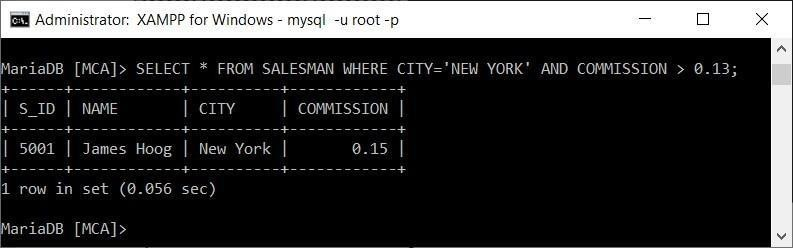 Administrator: XAMPP for Windows - mysql -u root -p
MariaDB [MCA]> SELECT * FROM SALESMAN WHERE CITY='NEW YORK' AND COMMISSION > 0.13;
+------+------------+----------+------------+
| S_ID | NAME       | CITY     | COMMISSION |
+------+------------+----------+------------+
| 5001 | James Hoog | New York |       0.15 |
+------+------------+----------+------------+
1 row in set (0.056 sec)
MariaDB [MCA]>